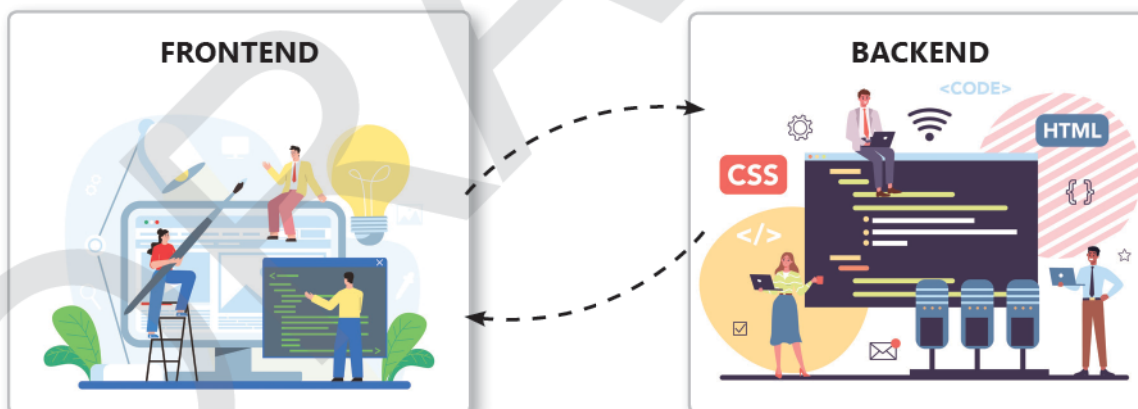 FRONTEND
BACKEND
<CODE>
HTML
CSS
{ }
</>